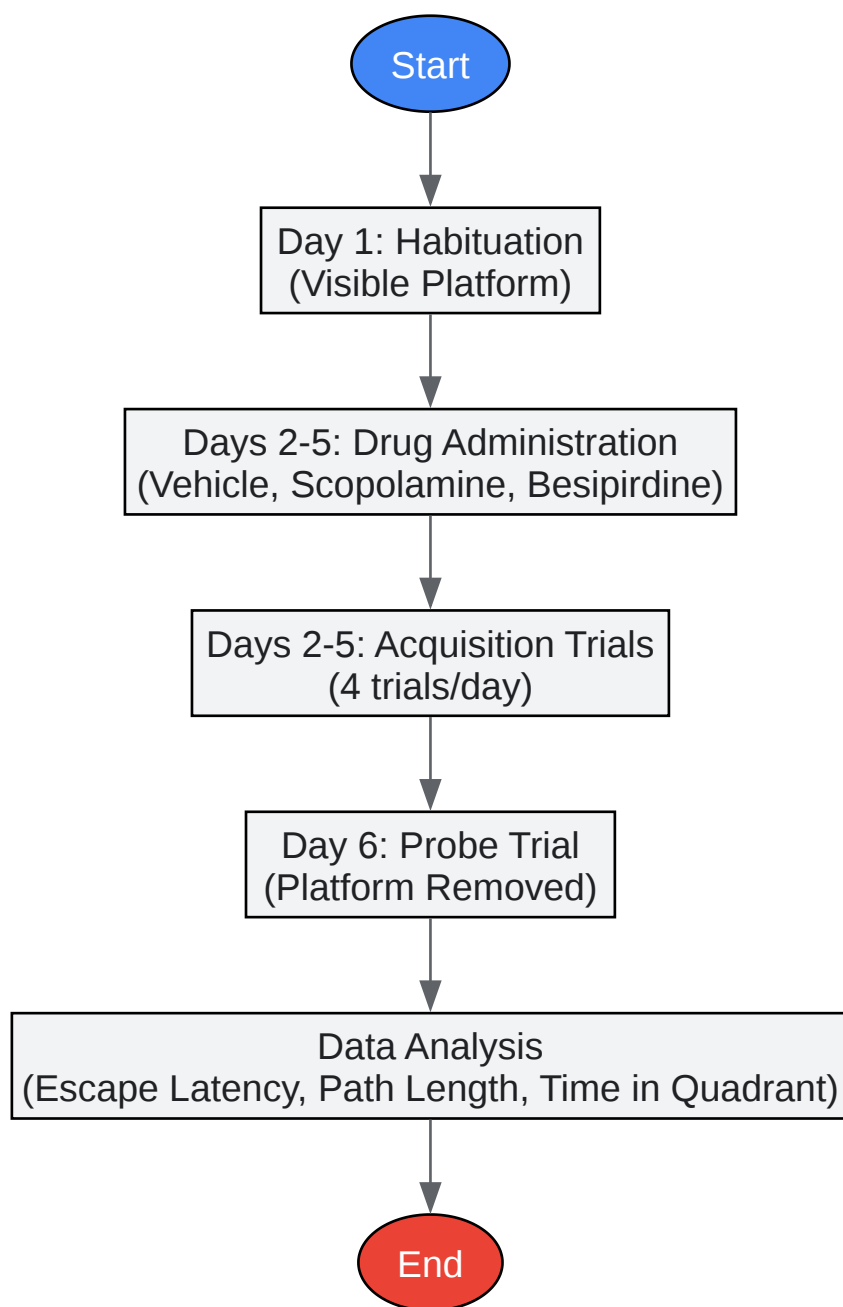 Start
Day 1: Habituation
(Visible Platform)
Days 2-5: Drug Administration
(Vehicle, Scopolamine, Besipirdine)
Days 2-5: Acquisition Trials
(4 trials/day)
Day 6: Probe Trial
(Platform Removed)
Data Analysis
(Escape Latency, Path Length, Time in Quadrant)
End